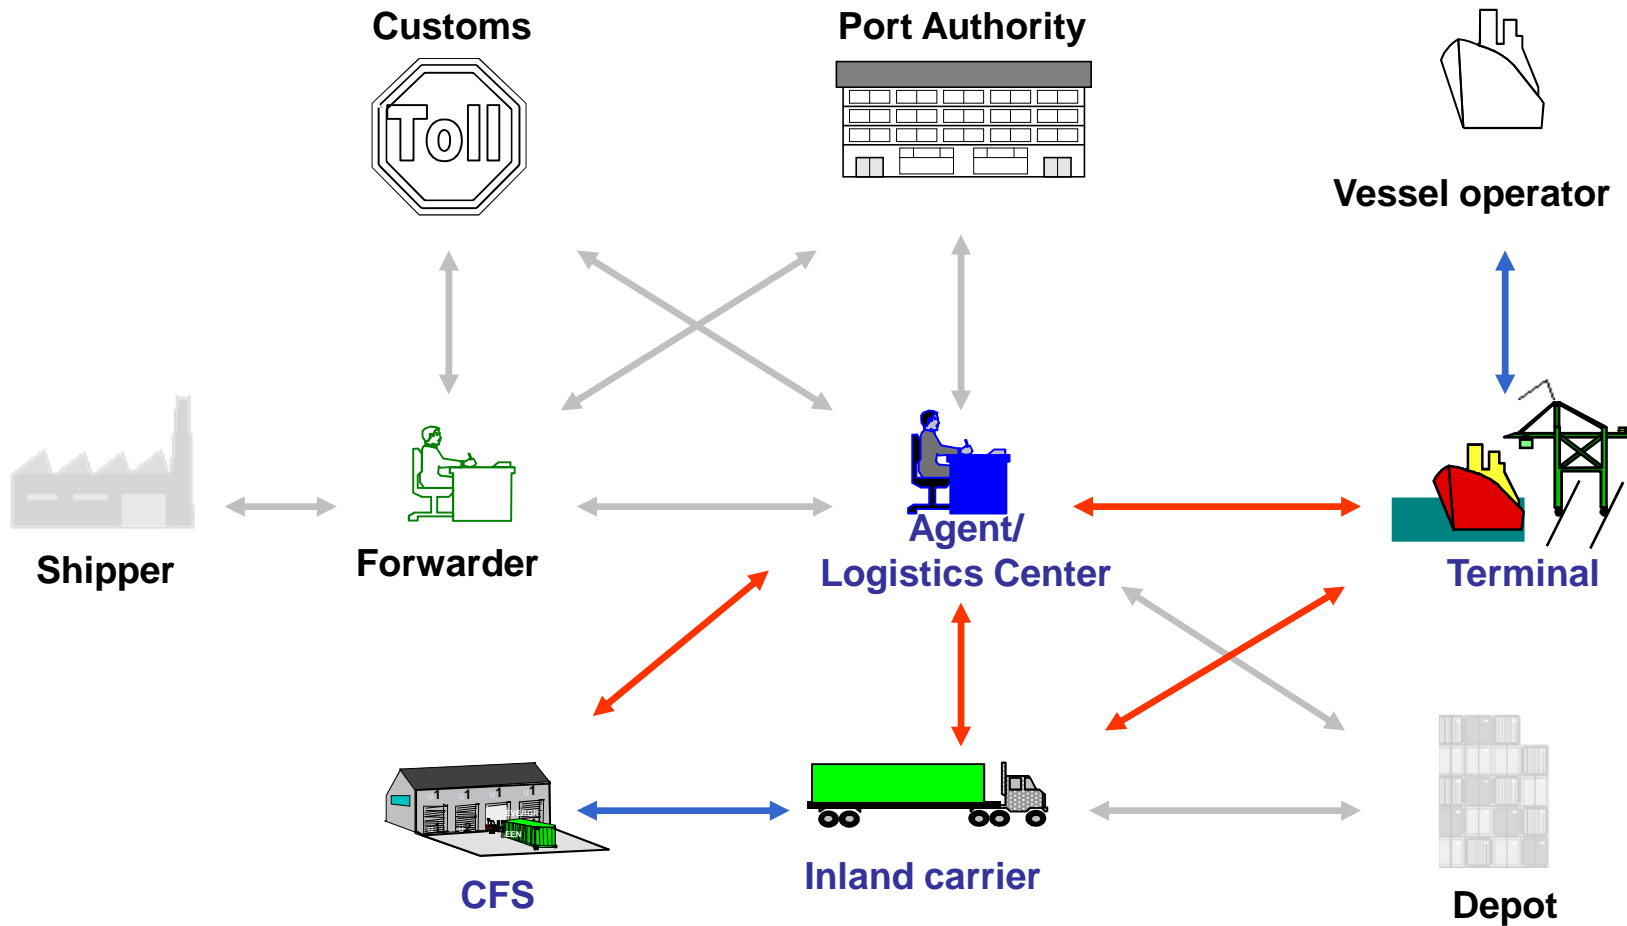 Customs
Port Authority
Toll
Vessel operator
Shipper
Forwarder
Agent/
Logistics Center
Terminal
CFS
Inland carrier
Depot